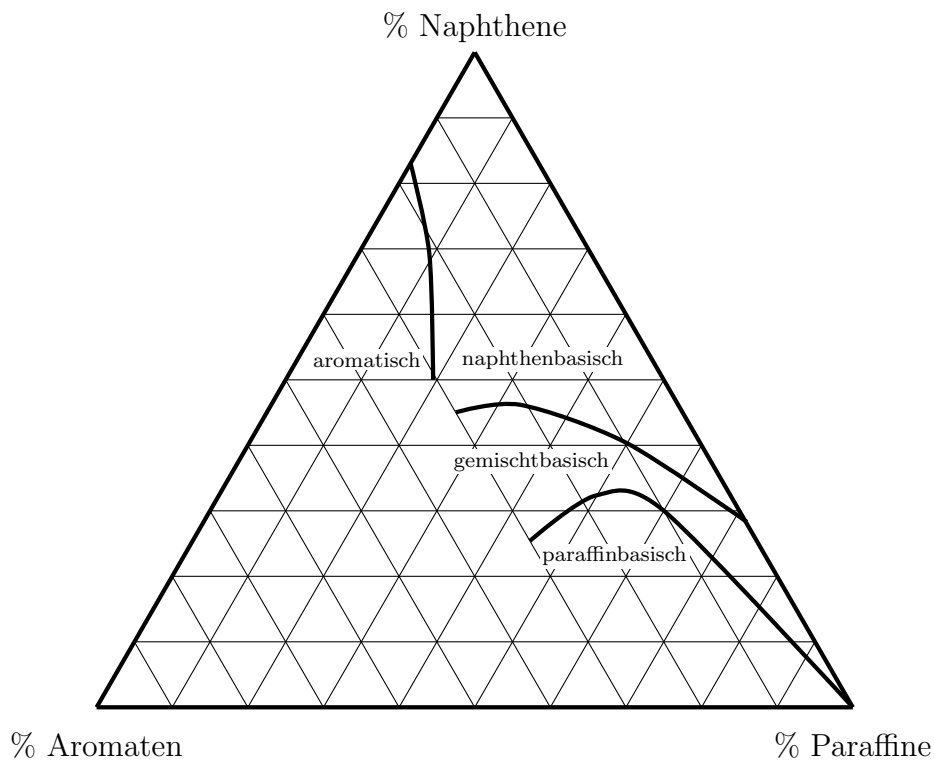 % Naphthene
aromatisch
naphthenbasisch
gemischtbasisch
paraffinbasisch
% Aromaten
% Paraffine